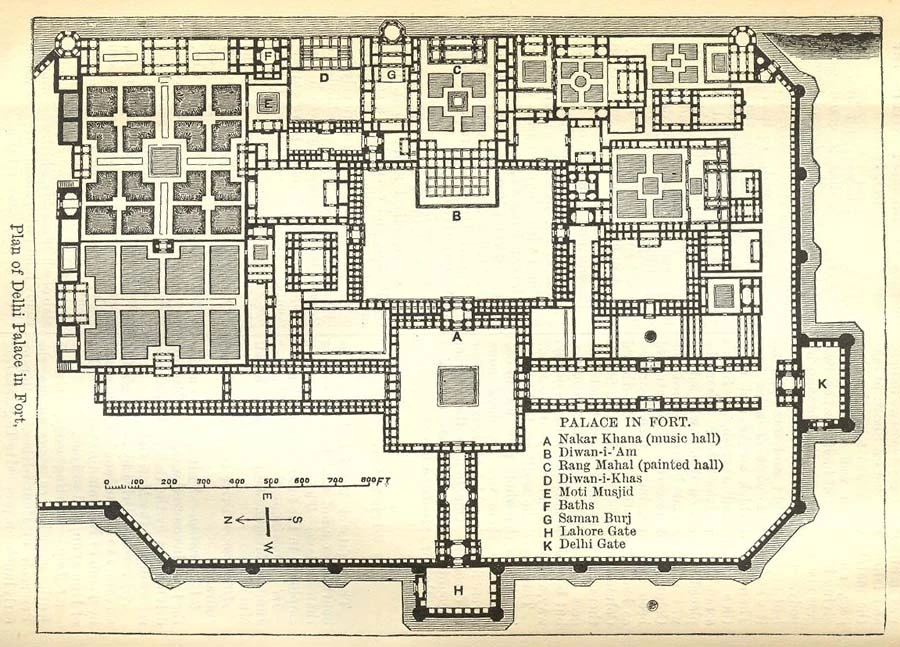 F
D
G
C
E
B
A
K
H
Plan of Delhi Palace in Fort,
PALACE IN FORT.
A Nakar Khana (music hall)
B Diwan-i-'Am
C Rang Mahal (painted hall)
D Diwan-i-Khas
E Moti Musjid
F Baths
G Saman Burj
H Lahore Gate
K Delhi Gate
0 100 200 300 400 500 600 700 800 FT
E
N S
W